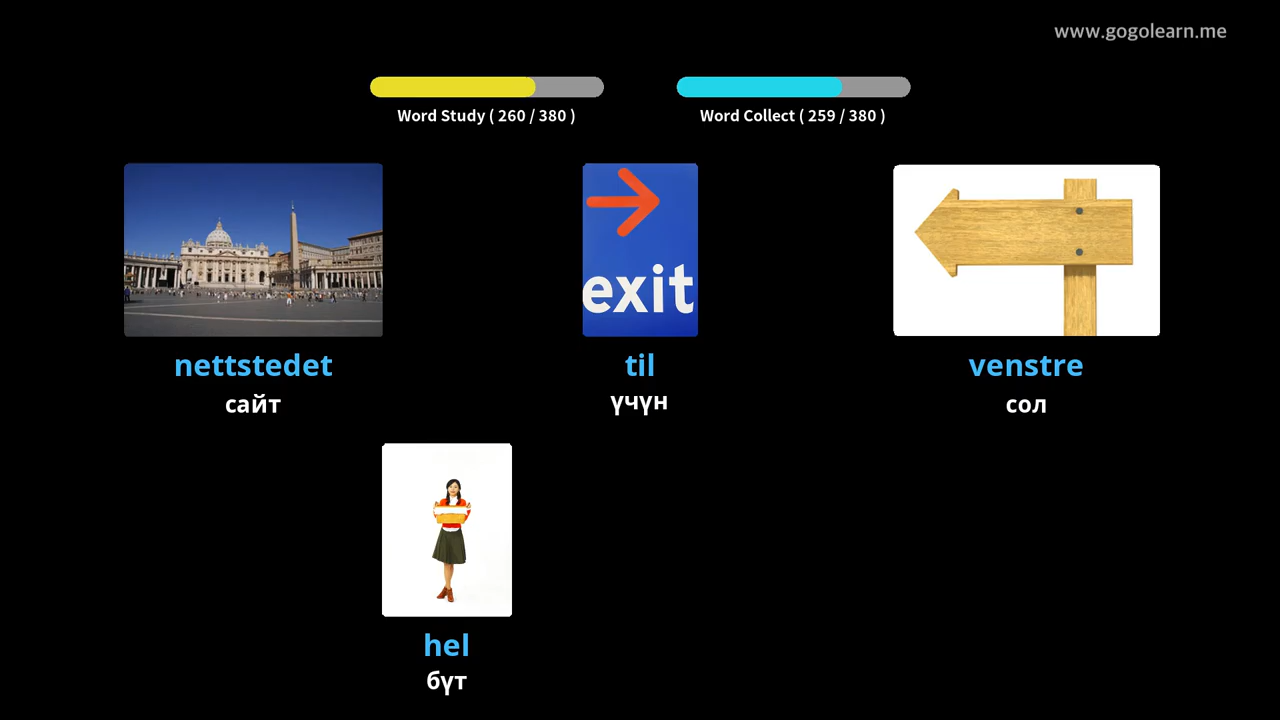 www.gogolearn.me
Word Study ( 260 / 380 )
Word Collect ( 259 / 380 )
exit
nettstedet
til
venstre
сайт
үчүн
сол
hel
бүт